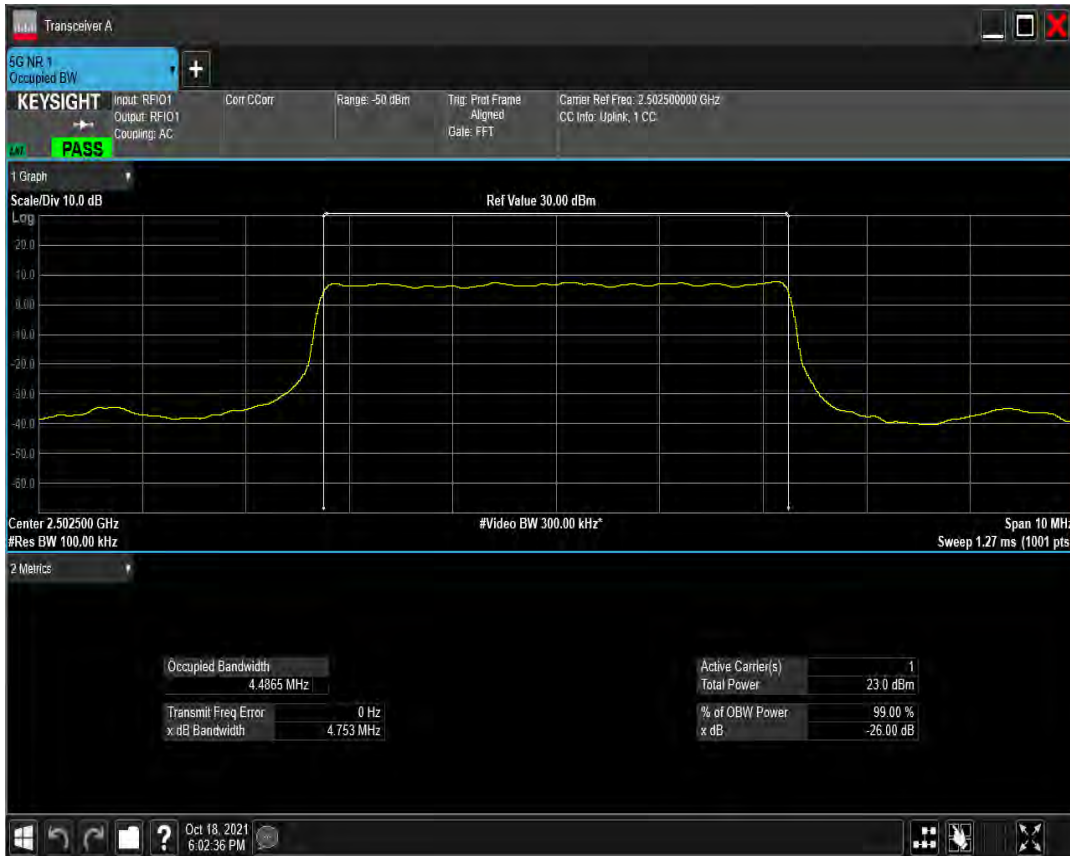 Transceiver A
5G NR 1
Occupied BW
KEYSIGHT
PASS
Input: RFIO1
Output: RFIO1
Coupling: AC
Corr CCorr
Range: -50 dBm
Trig: Prot Frame
Aligned
Gate: FFT
Carrier Ref Freq: 2.502500000 GHz
CC Info: Uplink, 1 CC
1 Graph
Scale/Div 10.0 dB
Ref Value 30.00 dBm
Log
20.0
10.0
0.00
-10.0
-20.0
-30.0
-40.0
-50.0
-60.0
Center 2.502500 GHz
#Video BW 300.00 kHz*
Span 10 MHz
#Res BW 100.00 kHz
Sweep 1.27 ms (1001 pts
2 Metrics
Occupied Bandwidth
4.4865 MHz
Transmit Freq Error 0 Hz
x dB Bandwidth 4.753 MHz
Active Carrier(s) 1
Total Power 23.0 dBm
% of OBW Power 99.00 %
x dB -26.00 dB
?
Oct 18, 2021
6:02:36 PM